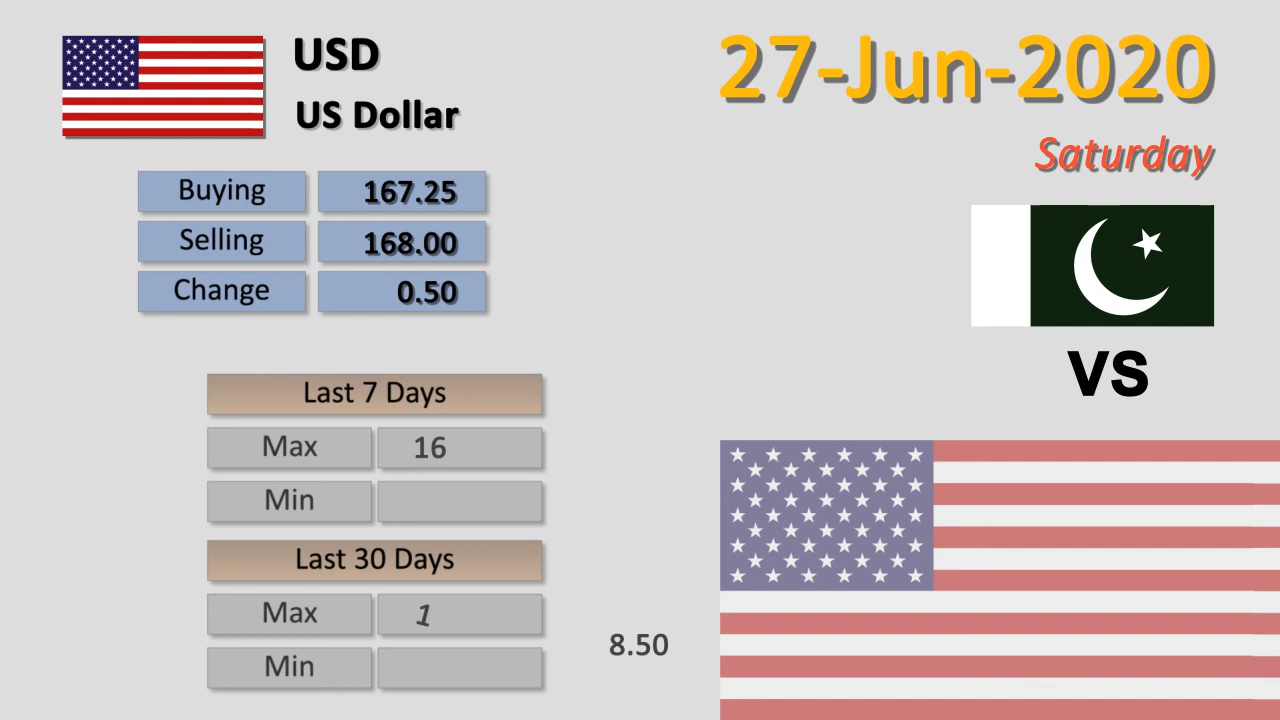 USD
US Dollar
27-Jun-2020
Saturday
Buying 167.25
Selling 168.00
Change 0.50
VS
Last 7 Days
Max 16
Min
Last 30 Days
Max 1
8.50
Min